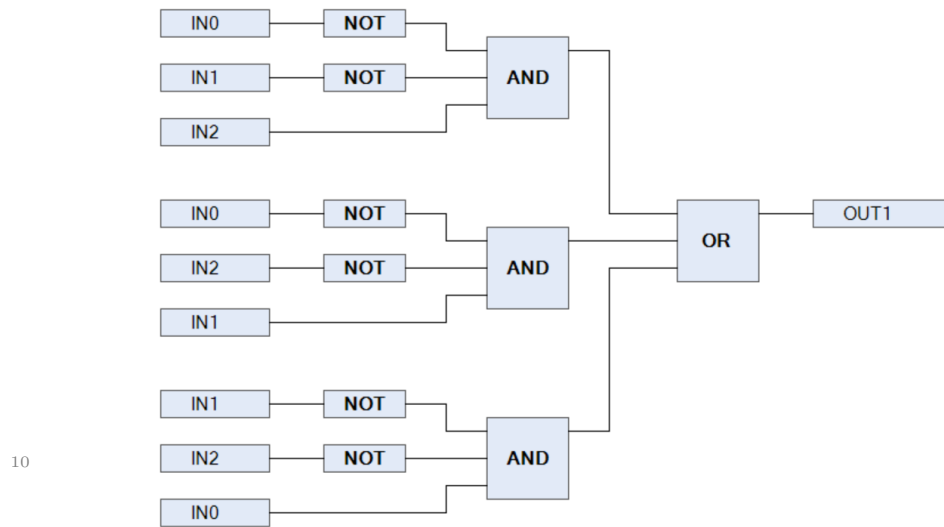 IN0 NOT
IN1 NOT AND
IN2
IN0 NOT
OR OUT1
IN2 NOT AND
IN1
IN1 NOT
IN2 NOT AND
10
IN0